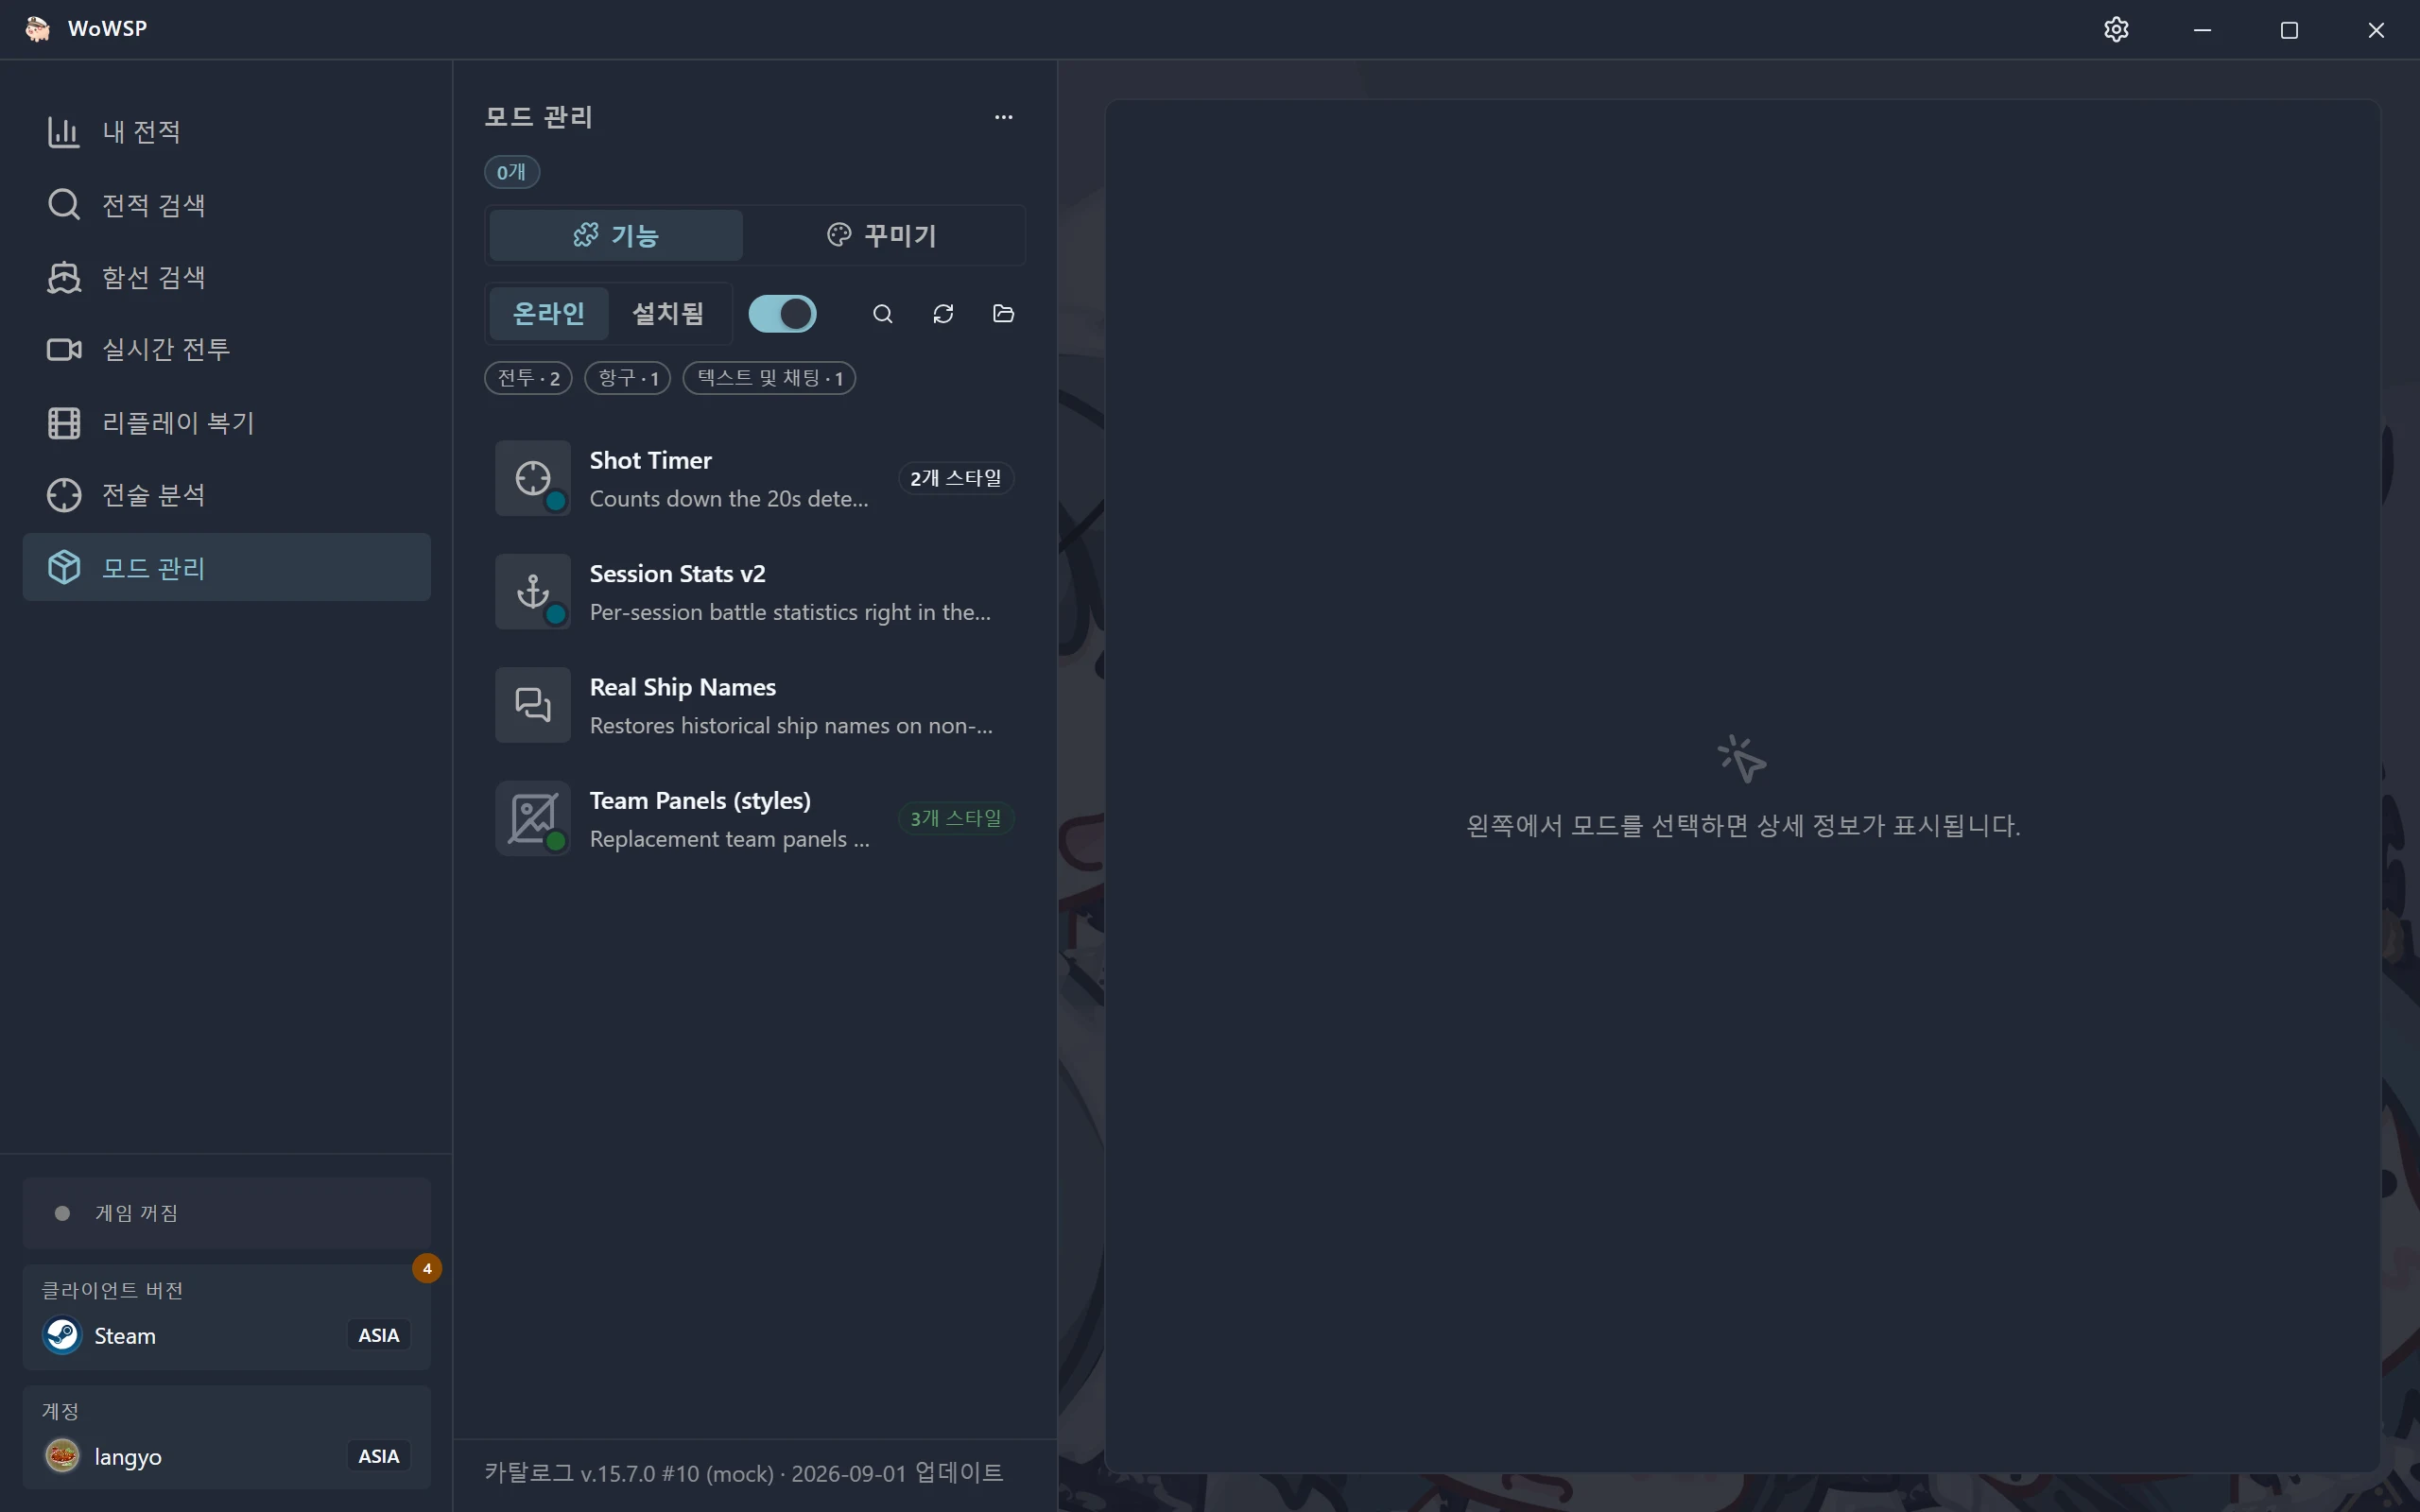 WoWSP
내 전적
전적 검색
함선 검색
실시간 전투
리플레이 복기
전술 분석
모드 관리
게임 꺼짐
4
클라이언트 버전
Steam
ASIA
계정
langyo
ASIA
모드 관리
0개
기능
꾸미기
온라인
설치됨
전투 · 2
항구 · 1
텍스트 및 채팅 · 1
Shot Timer
Counts down the 20s dete...
2개 스타일
Session Stats v2
Per-session battle statistics right in the...
Real Ship Names
Restores historical ship names on non-...
Team Panels (styles)
Replacement team panels ...
3개 스타일
카탈로그 v.15.7.0 #10 (mock) · 2026-09-01 업데이트
왼쪽에서 모드를 선택하면 상세 정보가 표시됩니다.